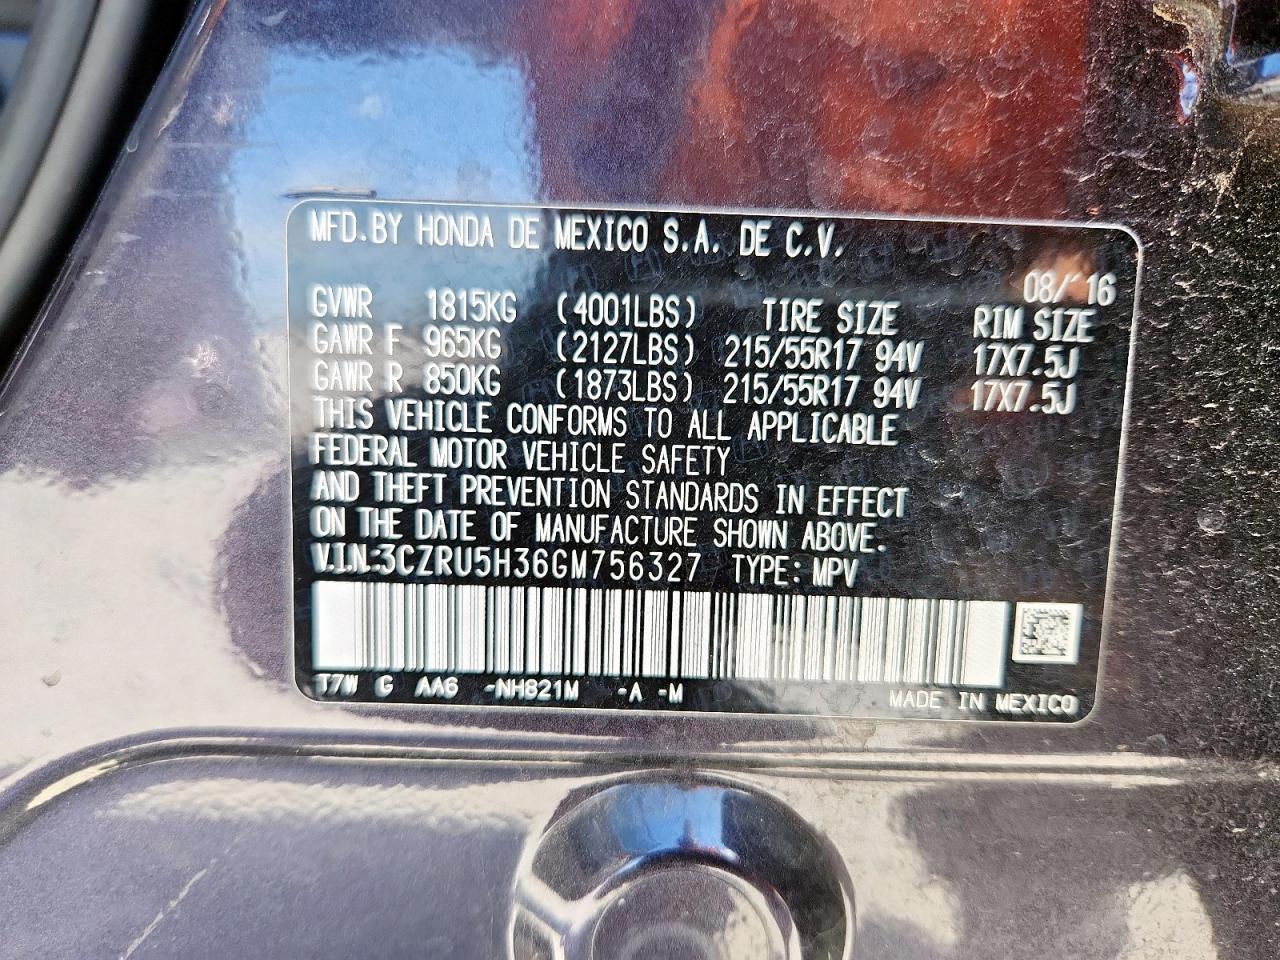 MFD.BY HONDA DE MEXICO S.A. DE C.V.
08/'16
GVWR 1815KG (4001LBS) TIRE SIZE RIM SIZE
GAWR F 965KG (2127LBS) 215/55R17 94V 17X7.5J
GAWR R 850KG (1873LBS) 215/55R17 94V 17X7.5J
THIS VEHICLE CONFORMS TO ALL APPLICABLE
FEDERAL MOTOR VEHICLE SAFETY
AND THEFT PREVENTION STANDARDS IN EFFECT
ON THE DATE OF MANUFACTURE SHOWN ABOVE.
V.I.N:3CZRU5H36GM756327 TYPE: MPV
T7W G AA6 -NH821M -A -M MADE IN MEXICO